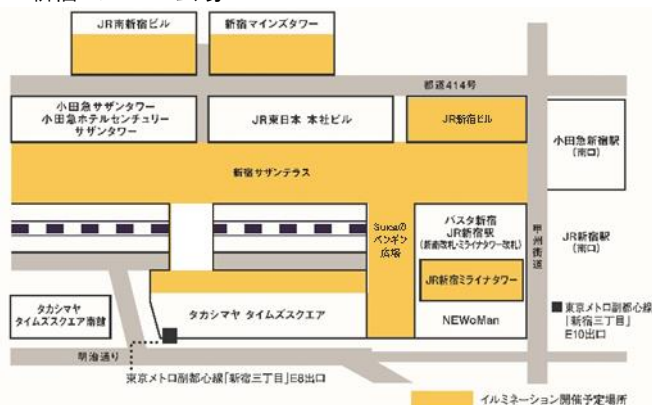 JR南新宿ビル
新宿マインズタワー
都道414号
小田急サザンタワー
小田急ホテルセンチュリー
サザンタワー
JR東日本 本社ビル
JR新宿ビル
小田急新宿駅
(南口)
新宿サザンテラス
Suicaの
ペンギン
広場
バスタ新宿
JR新宿駅
(新南改札・ミライナタワー改札)
甲州街道
JR新宿駅
(南口)
JR新宿ミライナタワー
タカシマヤ
タイムズスクエア南館
タカシマヤ タイムズスクエア
NEWoMan
■東京メトロ副都心線
「新宿三丁目」
E10出口
明治通り
東京メトロ副都心線「新宿三丁目」E8出口
イルミネーション開催予定場所